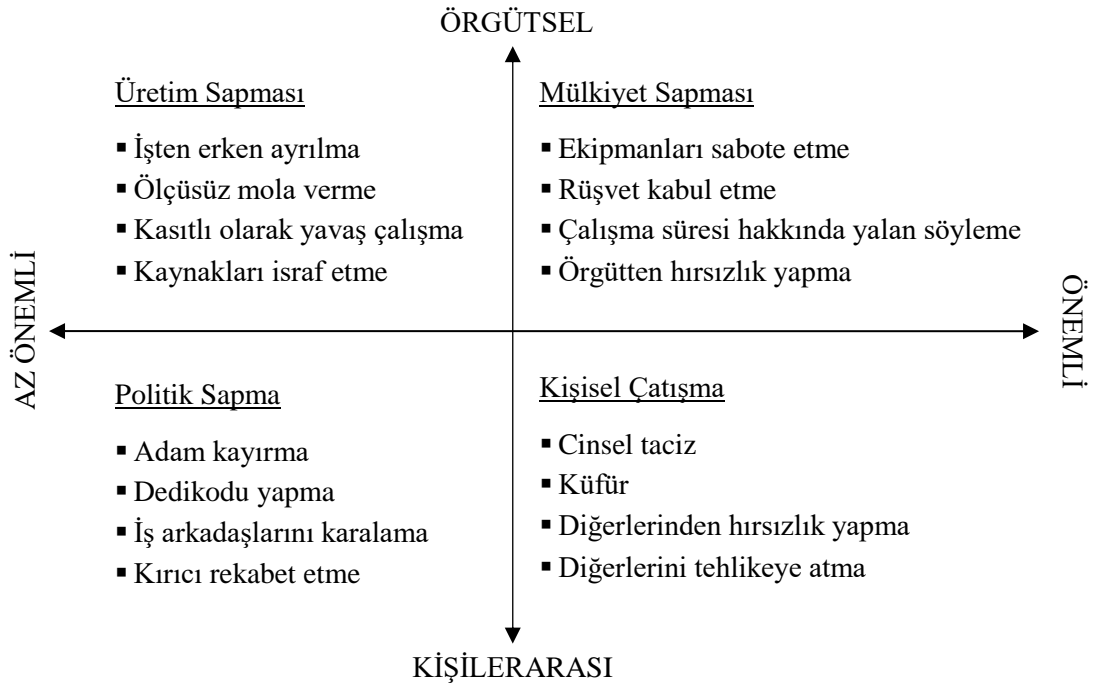 ÖRGÜTSEL
Üretim Sapması
▪ İşten erken ayrılma
▪ Ölçüsüz mola verme
▪ Kasıtlı olarak yavaş çalışma
▪ Kaynakları israf etme
Mülkiyet Sapması
▪ Ekipmanları sabote etme
▪ Rüşvet kabul etme
▪ Çalışma süresi hakkında yalan söyleme
▪ Örgütten hırsızlık yapma
AZ ÖNEMLİ
ÖNEMLİ
Politik Sapma
▪ Adam kayırma
▪ Dedikodu yapma
▪ İş arkadaşlarını karalama
▪ Kırıcı rekabet etme
Kişisel Çatışma
▪ Cinsel taciz
▪ Küfür
▪ Diğerlerinden hırsızlık yapma
▪ Diğerlerini tehlikeye atma
KİŞİLERARASI